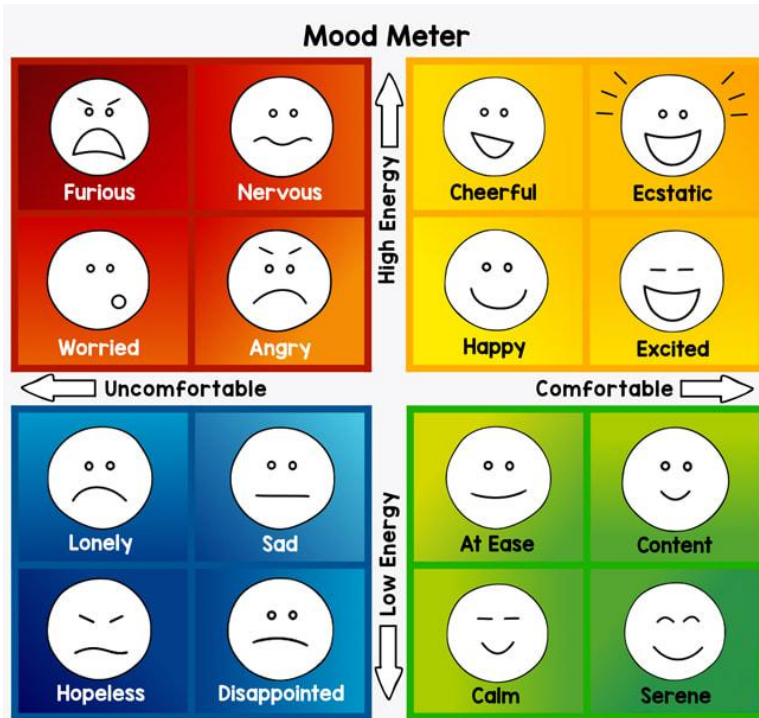 Mood Meter
Furious
Nervous
Cheerful
Ecstatic
High Energy
Worried
Angry
Happy
Excited
Uncomfortable
Comfortable
Lonely
Sad
At Ease
Content
Low Energy
Hopeless
Disappointed
Calm
Serene